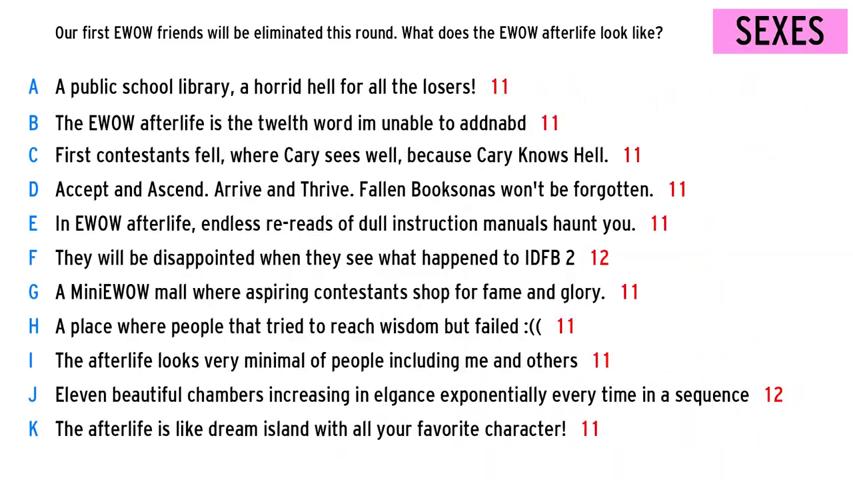 Our first EWOW friends will be eliminated this round. What does the EWOW afterlife look like?
SEXES
A A public school library, a horrid hell for all the losers! 11
B The EWOW afterlife is the twelth word im unable to addnabd 11
C First contestants fell, where Cary sees well, because Cary Knows Hell. 11
D Accept and Ascend. Arrive and Thrive. Fallen Booksonas won't be forgotten. 11
E In EWOW afterlife, endless re-reads of dull instruction manuals haunt you. 11
F They will be disappointed when they see what happened to IDFB 2 12
G A MiniEWOW mall where aspiring contestants shop for fame and glory. 11
H A place where people that tried to reach wisdom but failed :(( 11
I The afterlife looks very minimal of people including me and others 11
J Eleven beautiful chambers increasing in elgance exponentially every time in a sequence 12
K The afterlife is like dream island with all your favorite character! 11